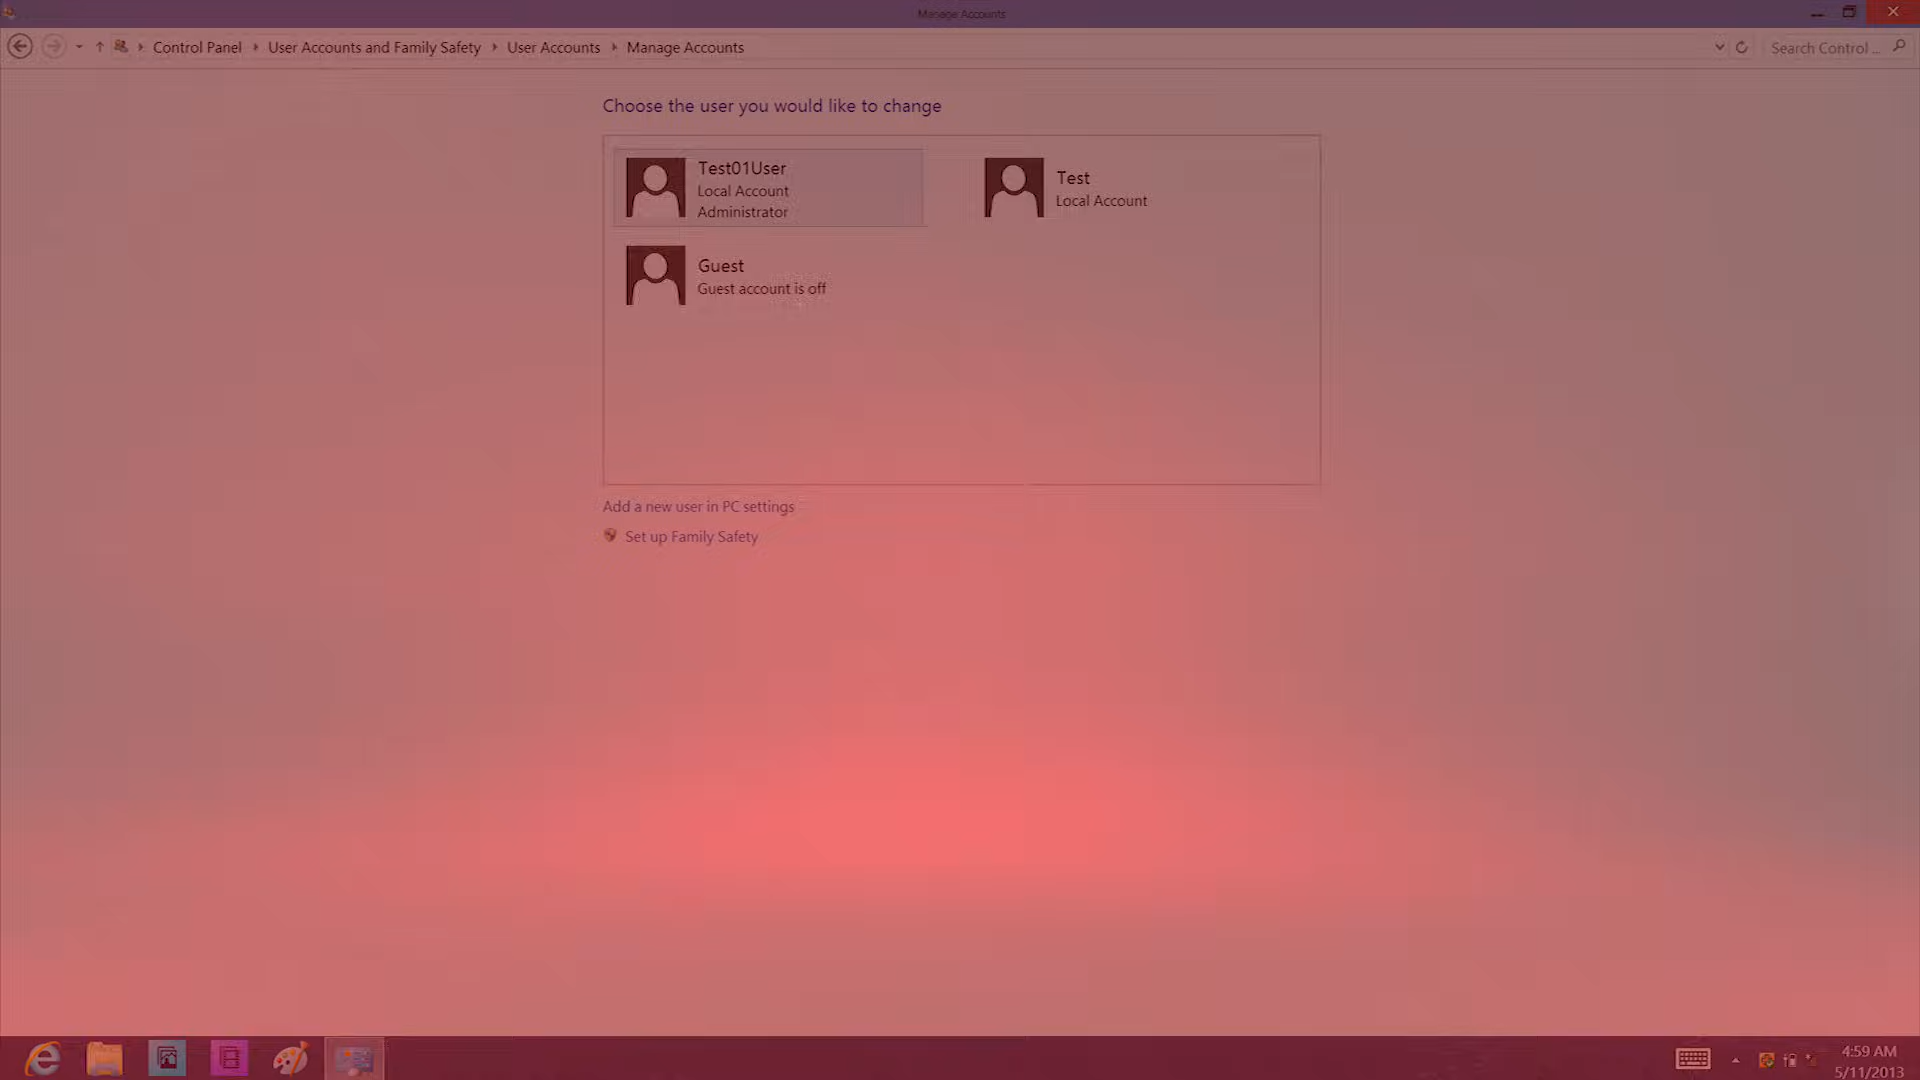 Manage Accounts
Control Panel
User Accounts and Family Safety
User Accounts
Manage Accounts
Search Control ...
Choose the user you would like to change
Test01User
Local Account
Administrator
Test
Local Account
Guest
Guest account is off
Add a new user in PC settings
Set up Family Safety
4:59 AM
5/11/2013